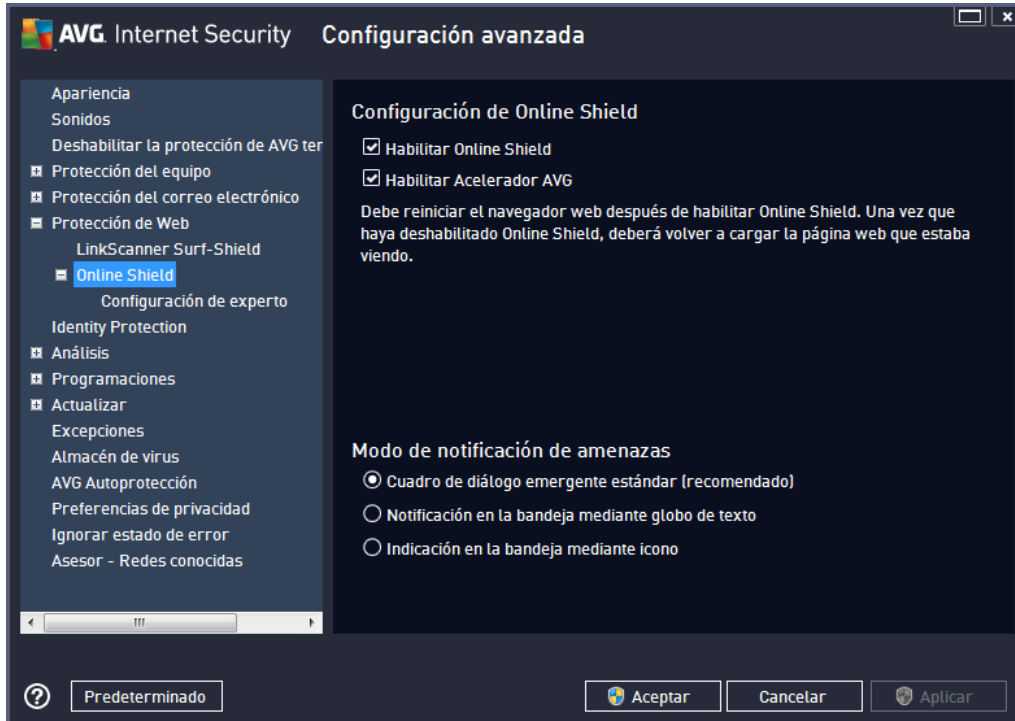 AVG. Internet Security Configuración avanzada
Apariencia
Sonidos
Deshabilitar la protección de AVG ter
Protección del equipo
Protección del correo electrónico
Protección de Web
LinkScanner Surf-Shield
Online Shield
Configuración de experto
Identity Protection
Análisis
Programaciones
Actualizar
Excepciones
Almacén de virus
AVG Autoprotección
Preferencias de privacidad
Ignorar estado de error
Asesor - Redes conocidas
Configuración de Online Shield
Habilitar Online Shield
Habilitar Acelerador AVG
Debe reiniciar el navegador web después de habilitar Online Shield. Una vez que
haya deshabilitado Online Shield, deberá volver a cargar la página web que estaba
viendo.
Modo de notificación de amenazas
Cuadro de diálogo emergente estándar (recomendado)
Notificación en la bandeja mediante globo de texto
Indicación en la bandeja mediante icono
? Predeterminado Aceptar Cancelar Aplicar